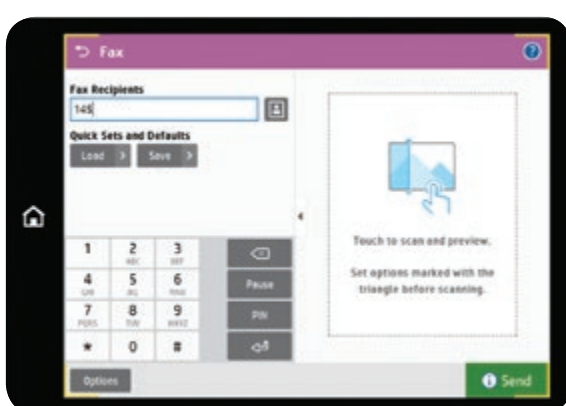 Fax
Fax Recipients
145
Quick Sets and Defaults
Load > Save >
1 2 3
ABC DEF
4 5 6 Pause
GHI JKL MNO
7 8 9 PIN
PQRS TUV WXYZ
* 0 #
Touch to scan and preview.
Set options marked with the
triangle before scanning.
Options
Send